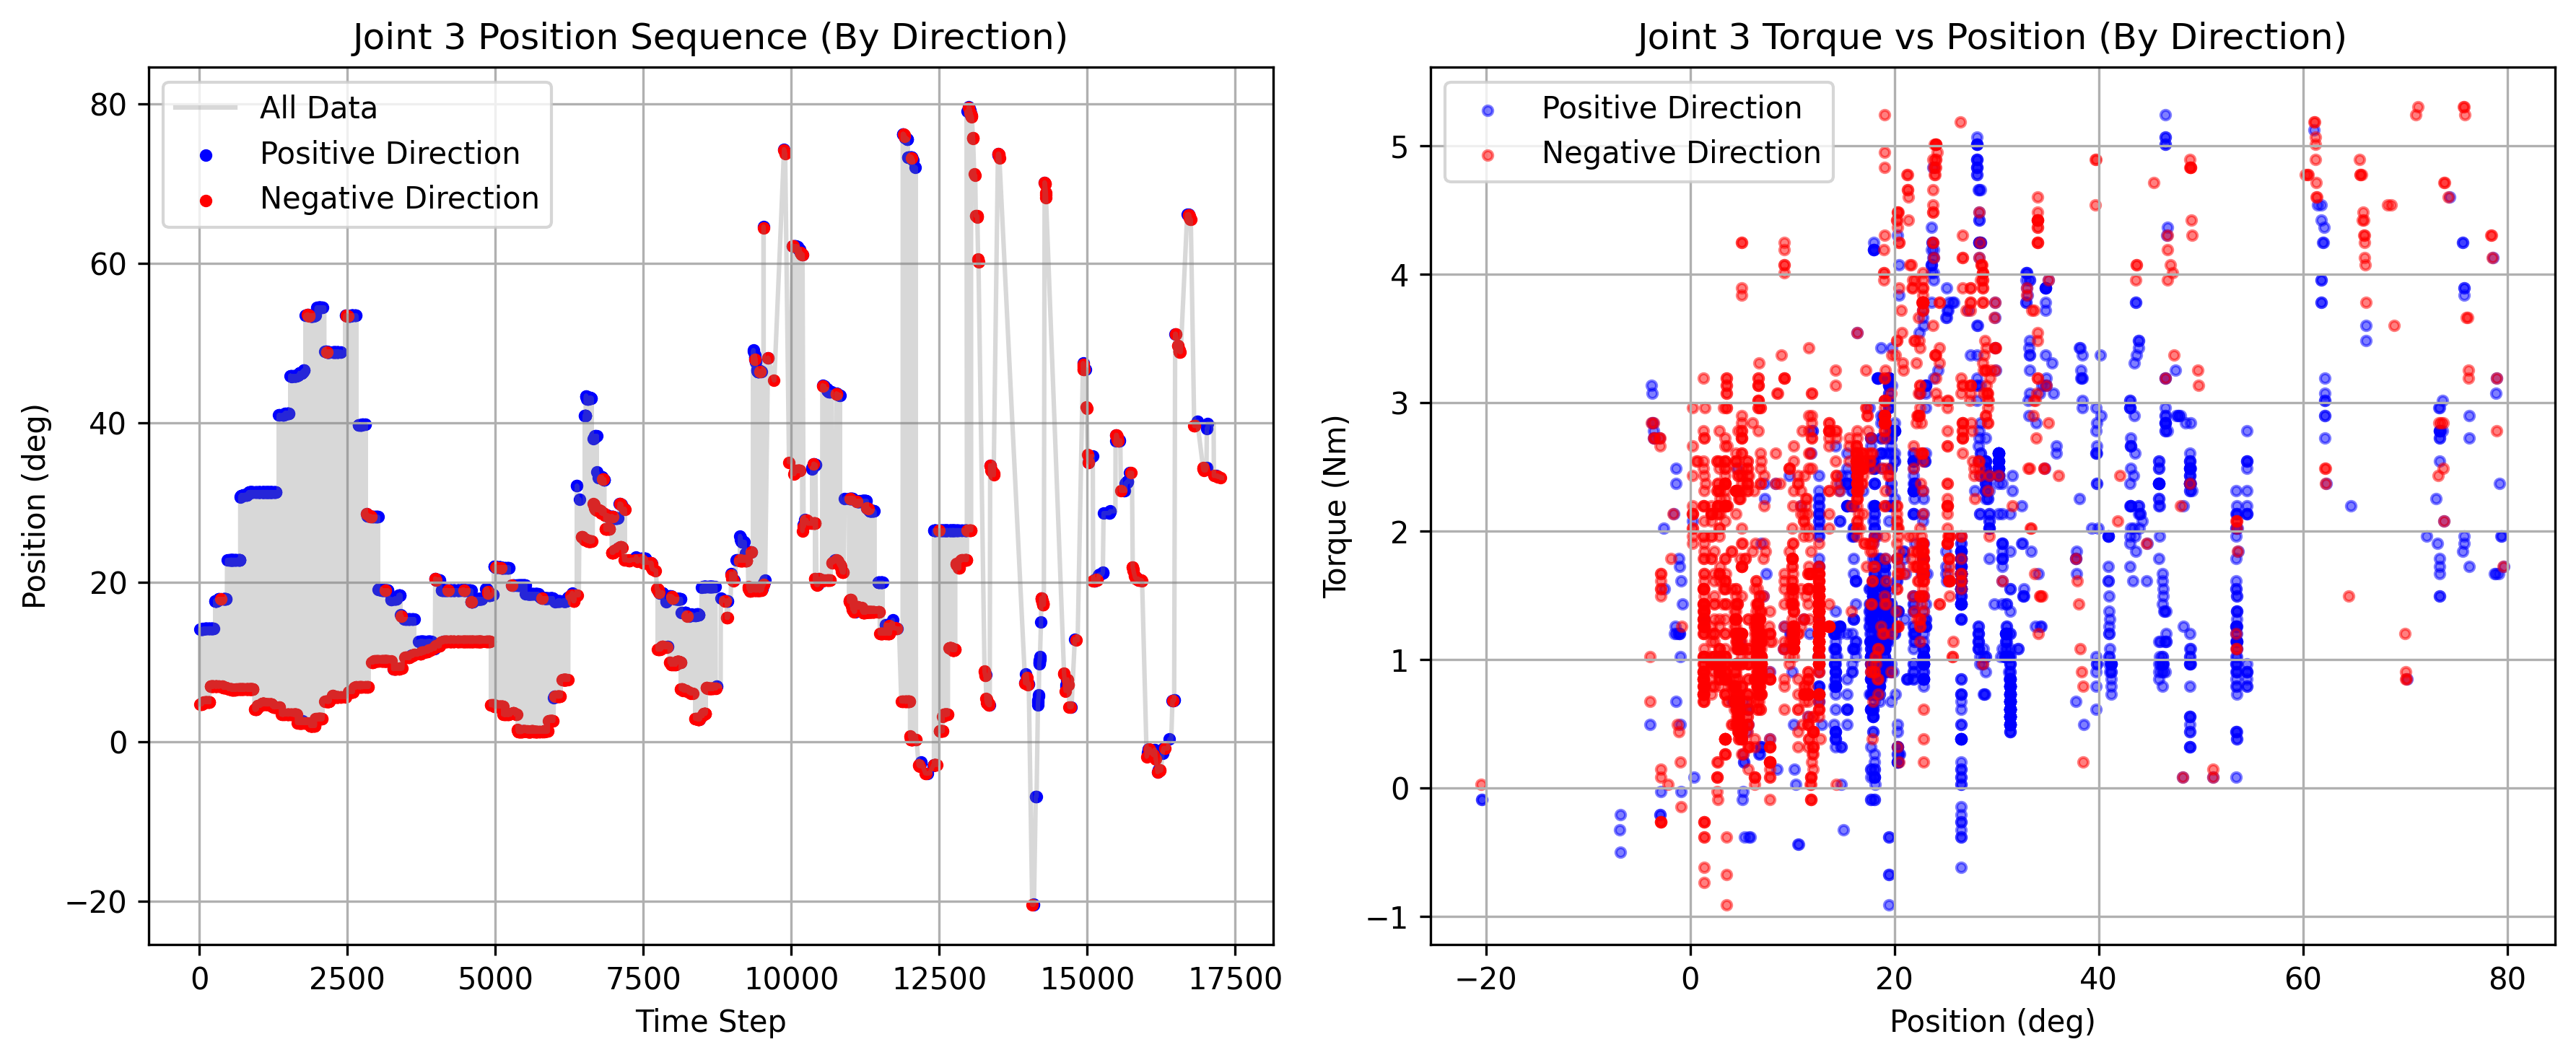 Joint 3 Position Sequence (By Direction)
All Data
Positive Direction
Negative Direction
Position (deg)
80
60
40
20
0
−20
0 2500 5000 7500 10000 12500 15000 17500
Time Step
Joint 3 Torque vs Position (By Direction)
Positive Direction
Negative Direction
Torque (Nm)
5
4
3
2
1
0
−1
−20 0 20 40 60 80
Position (deg)